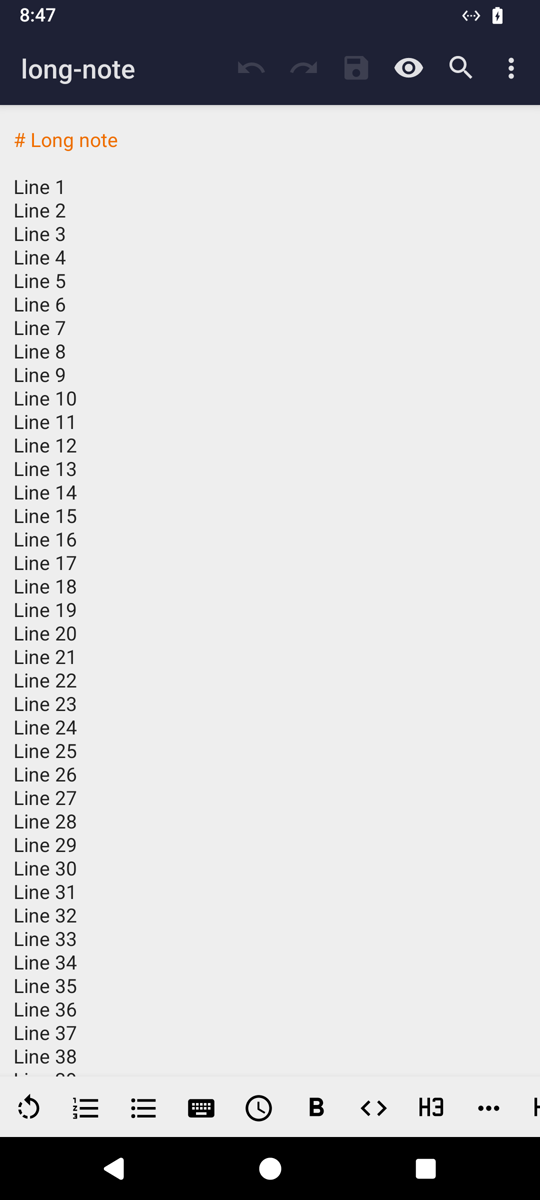 8:47
long-note
# Long note
Line 1
Line 2
Line 3
Line 4
Line 5
Line 6
Line 7
Line 8
Line 9
Line 10
Line 11
Line 12
Line 13
Line 14
Line 15
Line 16
Line 17
Line 18
Line 19
Line 20
Line 21
Line 22
Line 23
Line 24
Line 25
Line 26
Line 27
Line 28
Line 29
Line 30
Line 31
Line 32
Line 33
Line 34
Line 35
Line 36
Line 37
Line 38
B <> H3